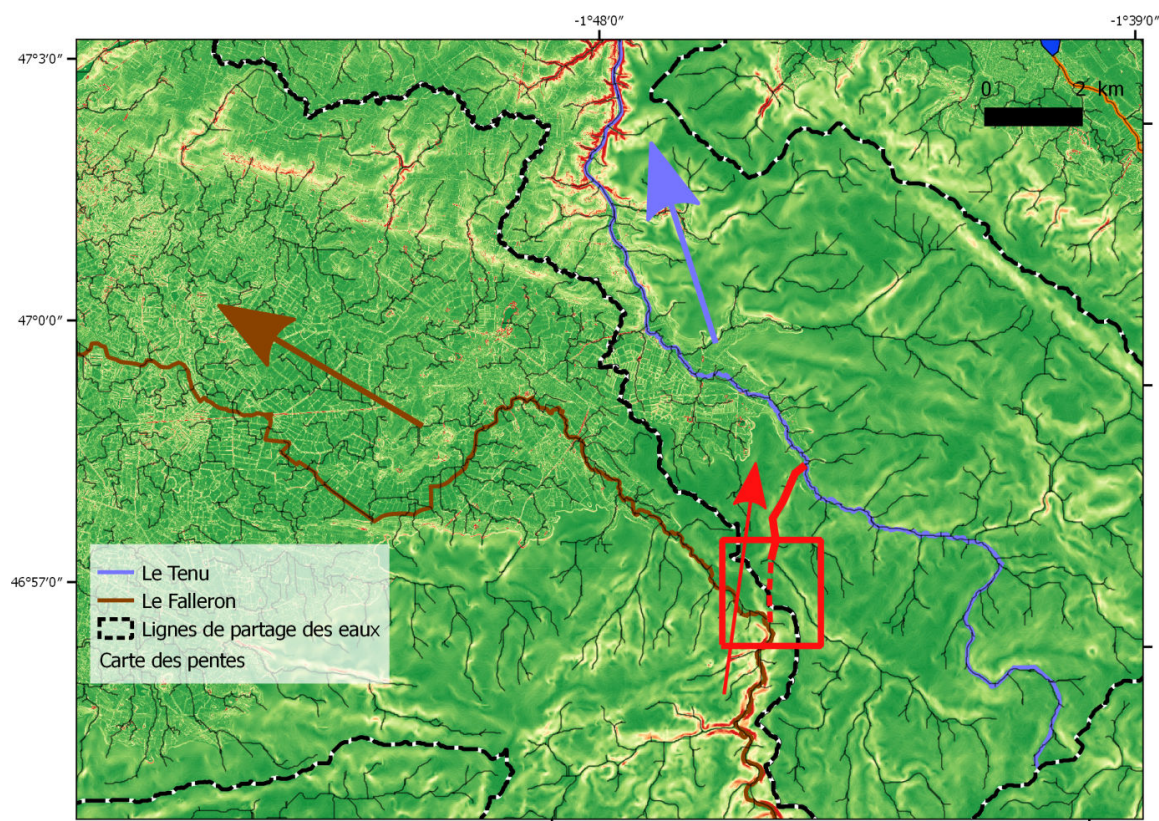 -1°48'0"
-1°39'0"
47°3'0"
0 2 km
47°0'0"
46°57'0"
Le Tenu
Le Falleron
Lignes de partage des eaux
Carte des pentes